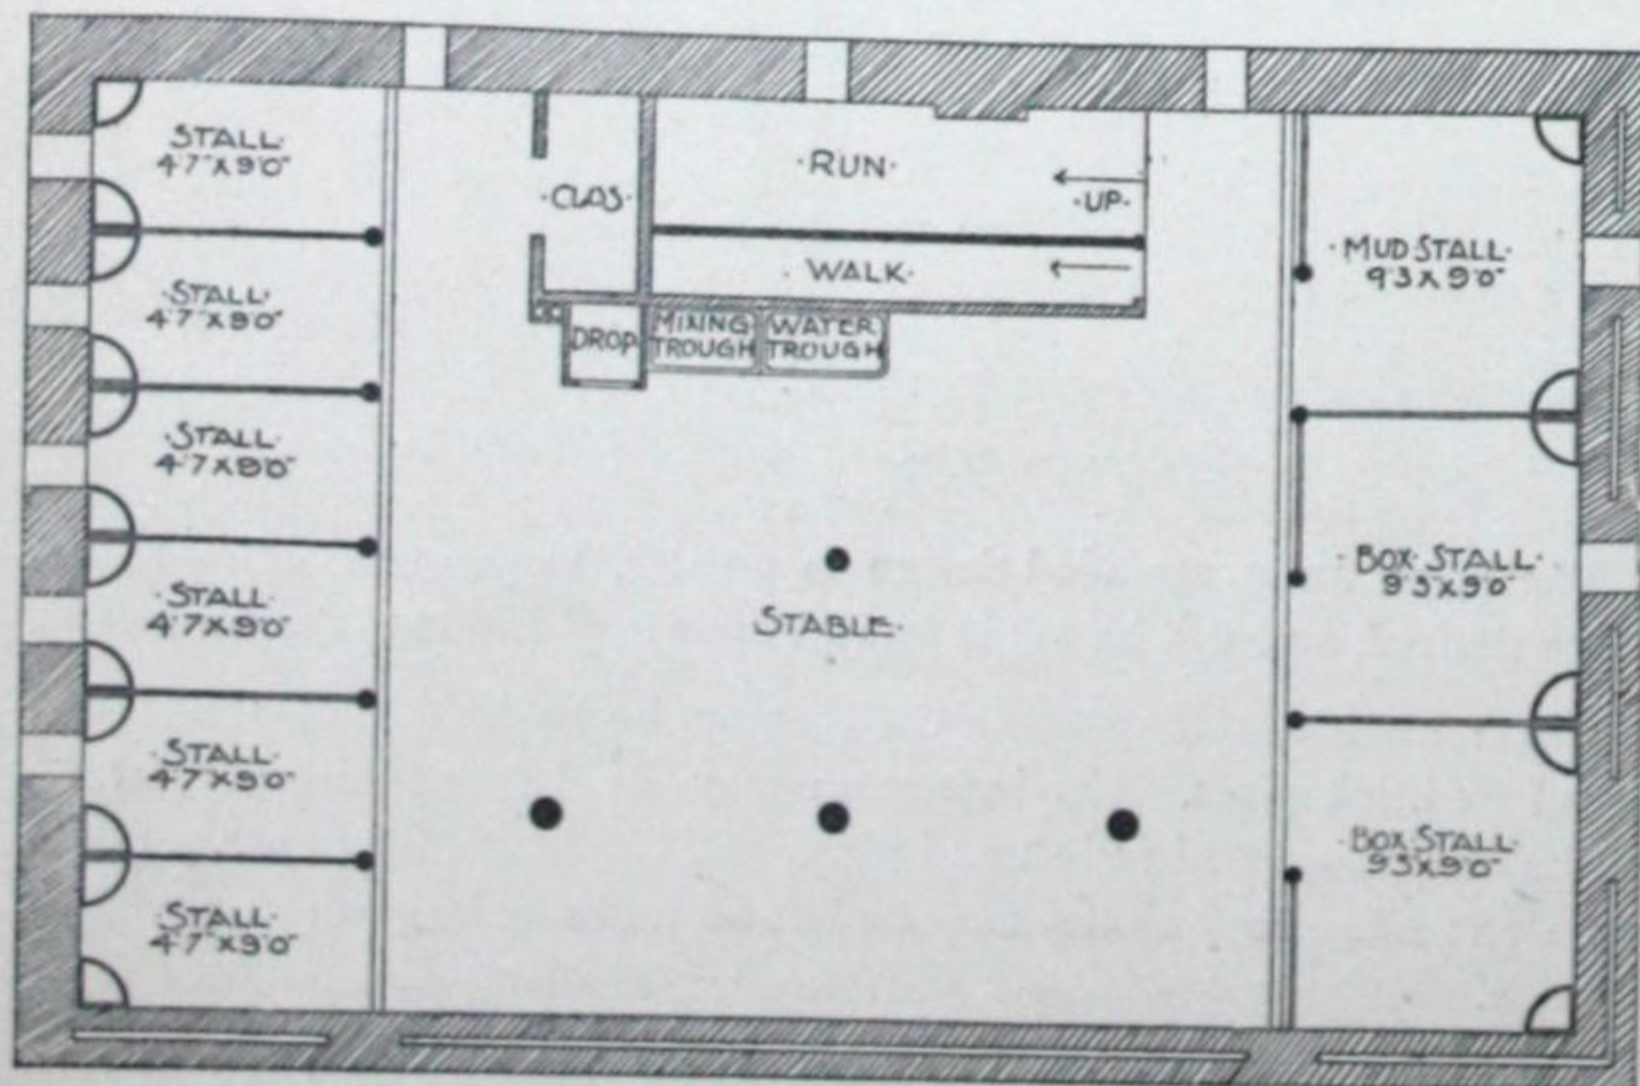 STALL·
4'7"X9'0"
·STALL·
4'7"X9'0"
·STALL·
4'7"X9'0"
·STALL·
4'7"X9'0"
·STALL·
4'7"X9'0"
·STALL·
4'7"X9'0"
·CLOS·
·RUN·
·UP·
·WALK·
DROP
MIXING
TROUGH
WATER
TROUGH
STABLE·
·MUD STALL·
9'3"X9'0"
·BOX·STALL·
9'3"X9'0"
·BOX STALL·
9'3"X9'0"